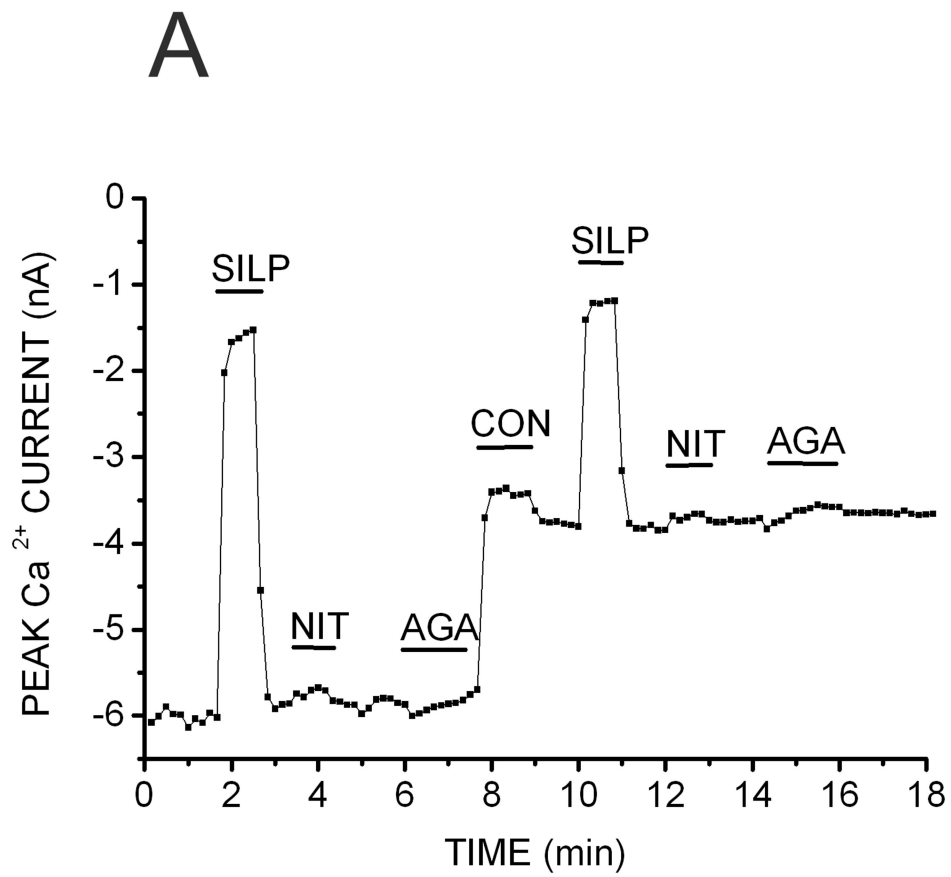 A
PEAK Ca 2+ CURRENT (nA)
0
-1
-2
-3
-4
-5
-6
SILP
NIT
AGA
CON
SILP
NIT
AGA
0 2 4 6 8 10 12 14 16 18
TIME (min)